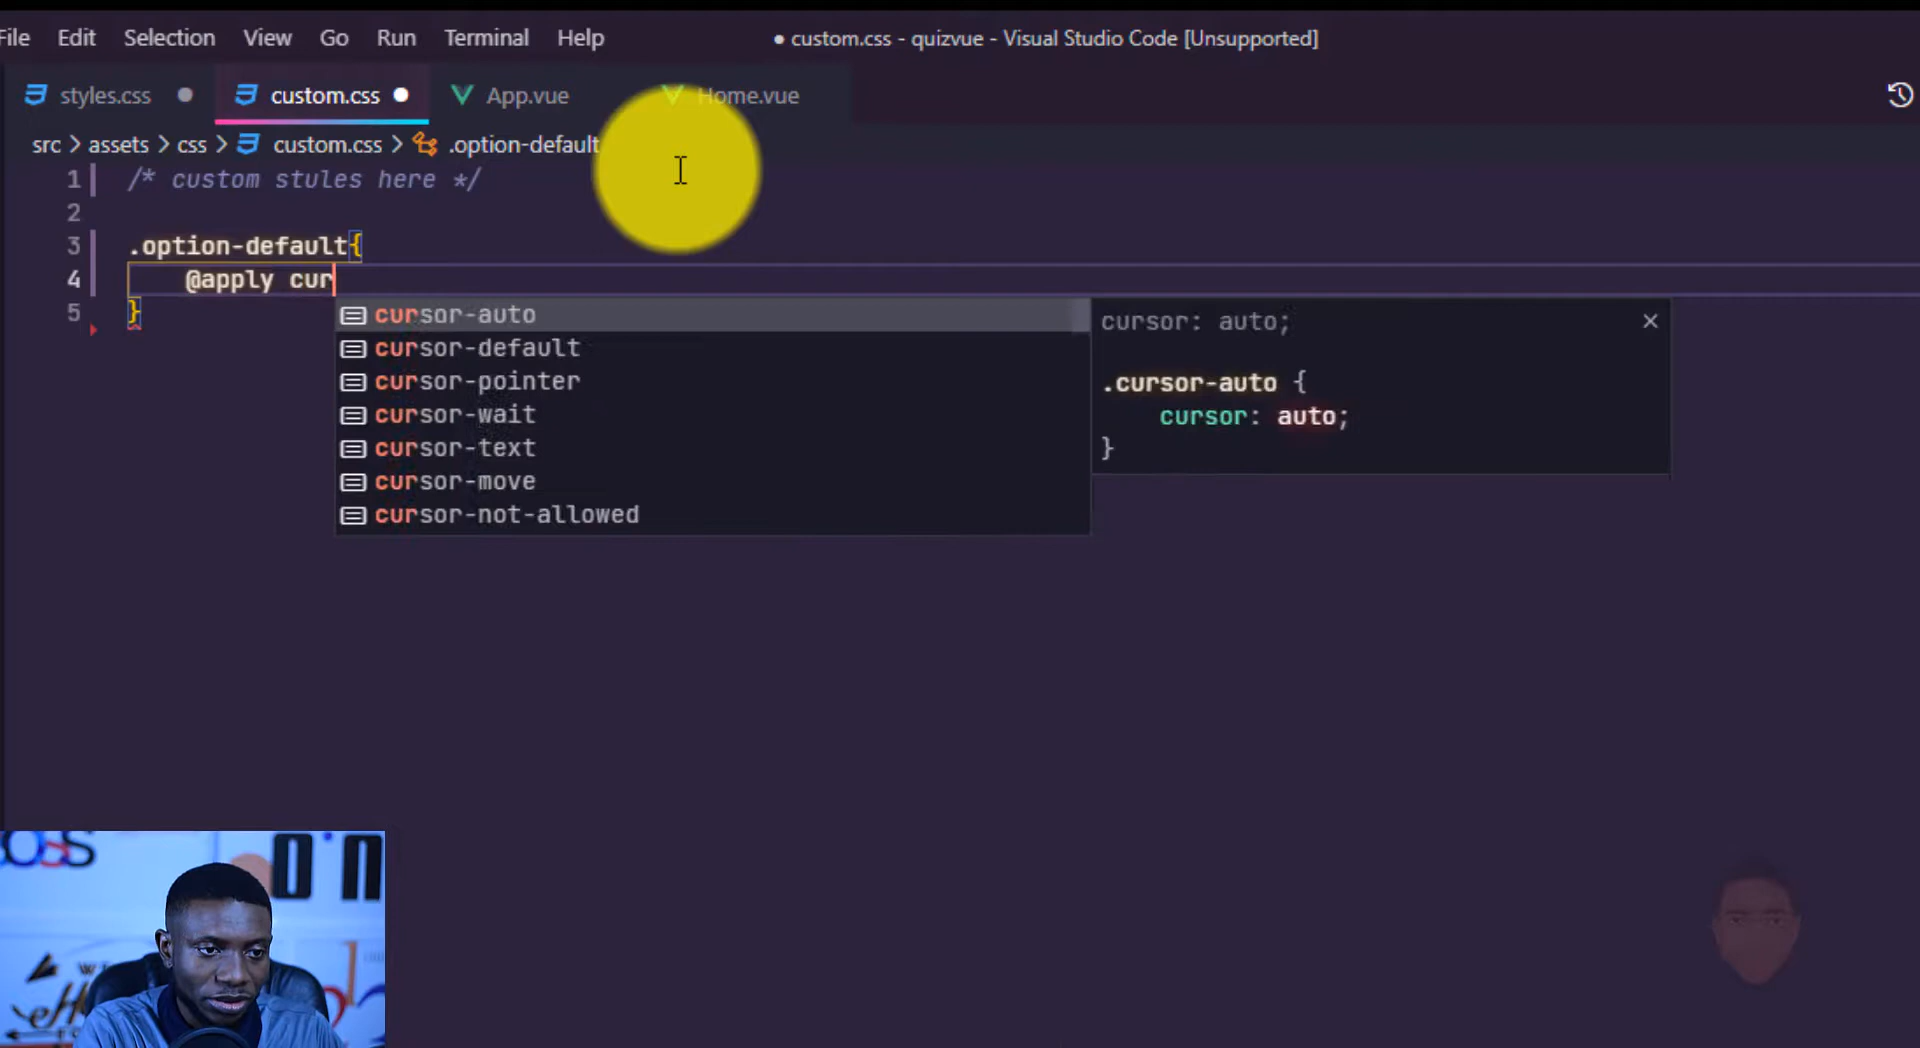 File Edit Selection View Go Run Terminal Help
● custom.css - quizvue - Visual Studio Code [Unsupported]
styles.css custom.css App.vue Home.vue
src > assets > css > custom.css > .option-default
1 /* custom stules here */
2
3 .option-default{
4 @apply cur
5 }
cursor-auto
cursor-default
cursor-pointer
cursor-wait
cursor-text
cursor-move
cursor-not-allowed
cursor: auto;
.cursor-auto {
cursor: auto;
}